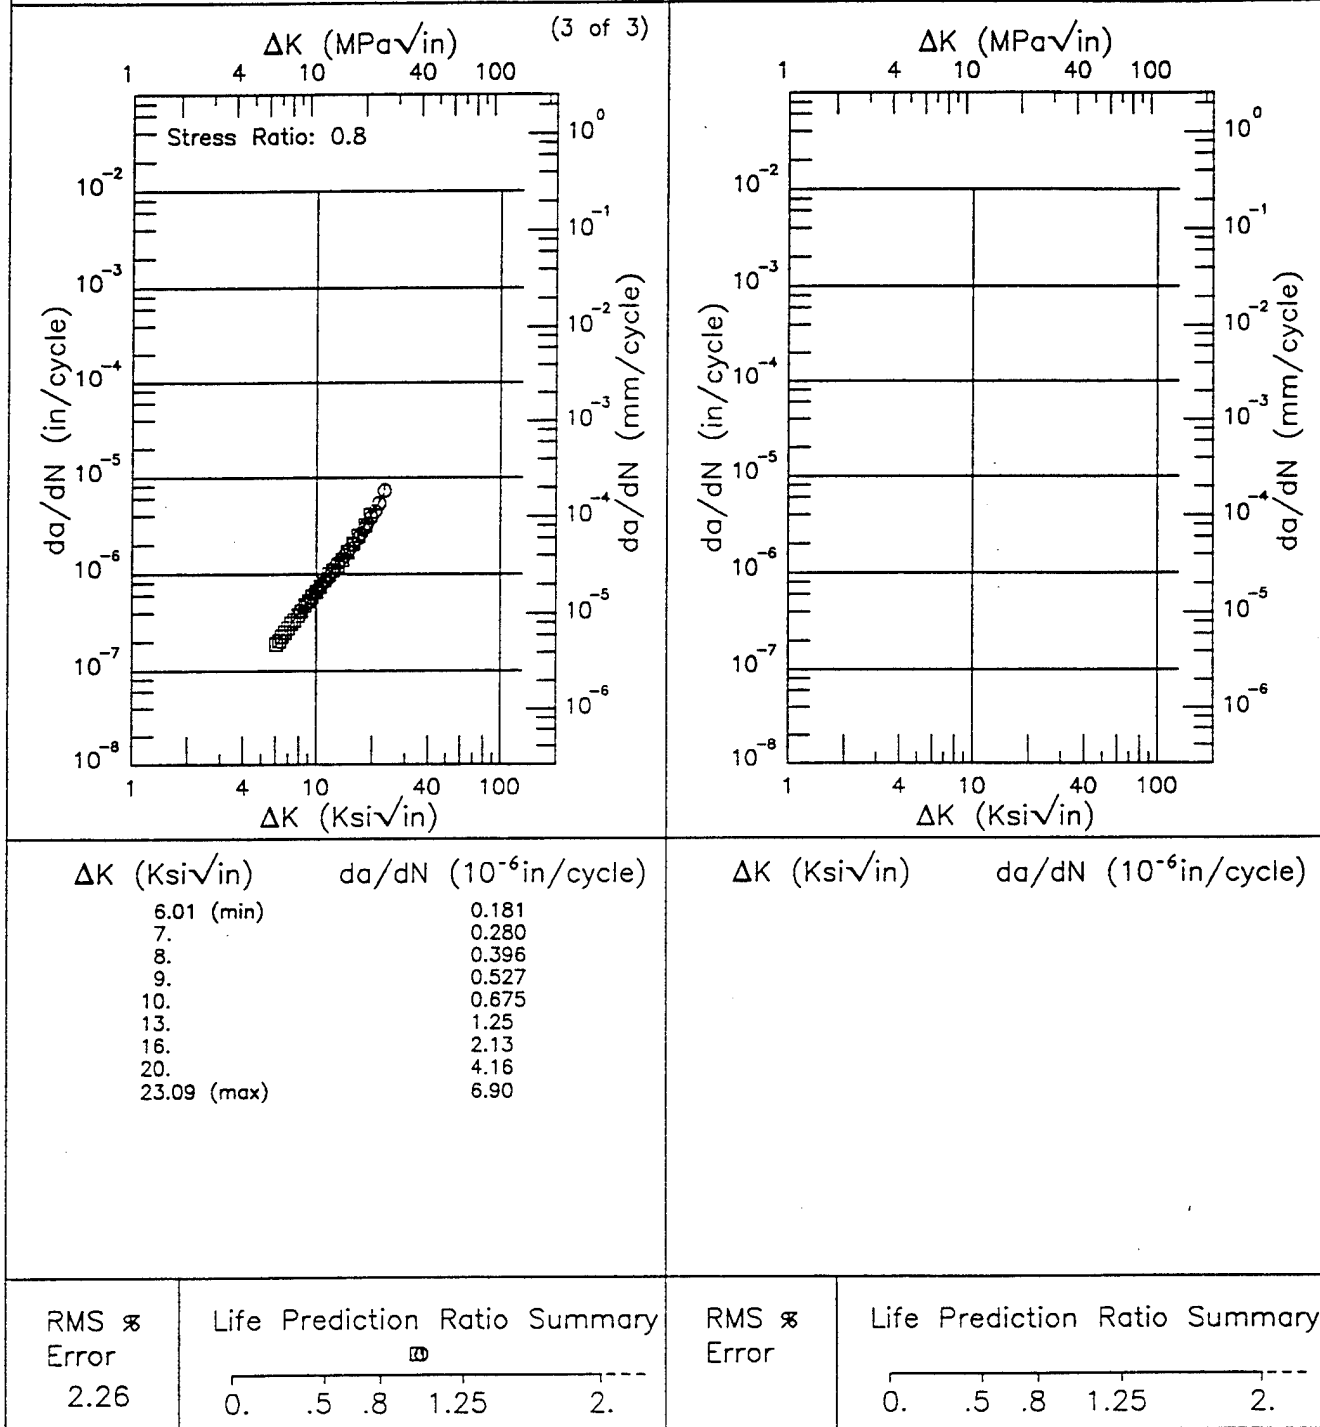 (3 of 3)
ΔK (MPa√in)
1 4 10 40 100
Stress Ratio: 0.8
da/dN (in/cycle)
10⁻²
10⁻³
10⁻⁴
10⁻⁵
10⁻⁶
10⁻⁷
10⁻⁸
da/dN (mm/cycle)
10⁰
10⁻¹
10⁻²
10⁻³
10⁻⁴
10⁻⁵
10⁻⁶
1 4 10 40 100
ΔK (Ksi√in)
ΔK (MPa√in)
1 4 10 40 100
da/dN (in/cycle)
10⁻²
10⁻³
10⁻⁴
10⁻⁵
10⁻⁶
10⁻⁷
10⁻⁸
da/dN (mm/cycle)
10⁰
10⁻¹
10⁻²
10⁻³
10⁻⁴
10⁻⁵
10⁻⁶
1 4 10 40 100
ΔK (Ksi√in)
ΔK (Ksi√in) da/dN (10⁻⁶in/cycle)
6.01 (min) 0.181
7. 0.280
8. 0.396
9. 0.527
10. 0.675
13. 1.25
16. 2.13
20. 4.16
23.09 (max) 6.90
ΔK (Ksi√in) da/dN (10⁻⁶in/cycle)
RMS %
Error
2.26
Life Prediction Ratio Summary
0. .5 .8 1.25 2.
RMS %
Error
Life Prediction Ratio Summary
0. .5 .8 1.25 2.